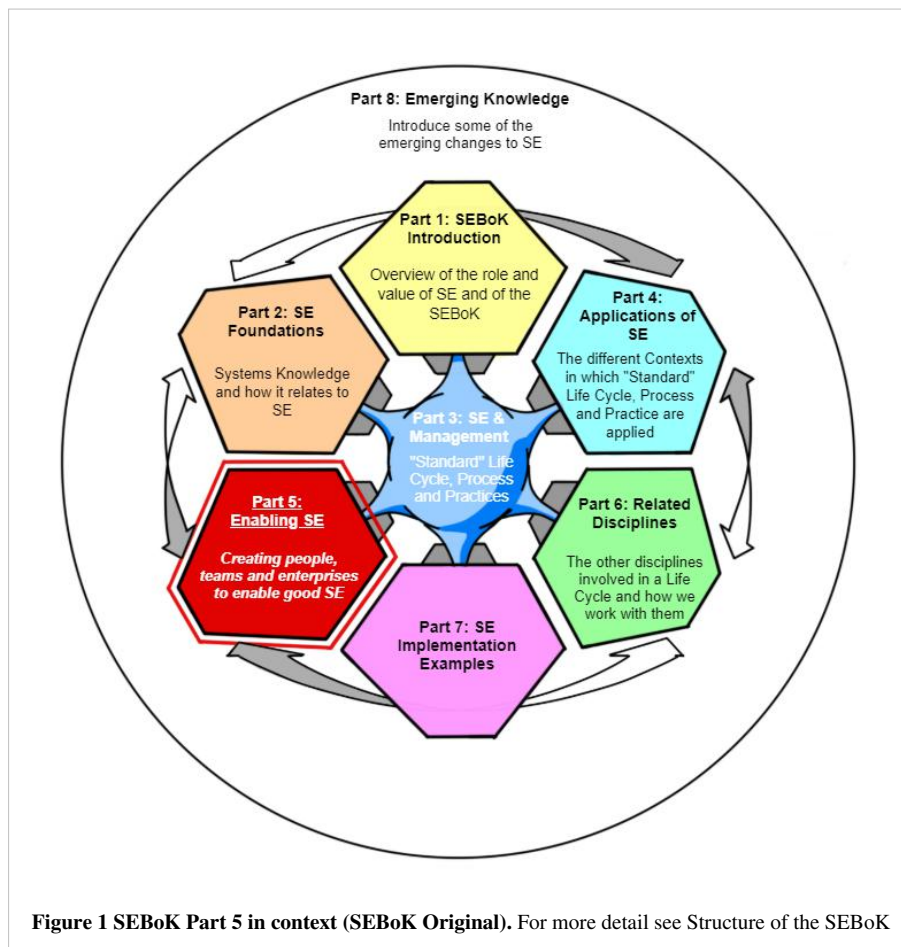 Part 8: Emerging Knowledge
Introduce some of the
emerging changes to SE
Part 1: SEBoK
Introduction
Overview of the role and
value of SE and of the
SEBoK
Part 2: SE
Foundations
Systems Knowledge
and how it relates to
SE
Part 4:
Applications of
SE
The different Contexts
in which "Standard"
Life Cycle, Process
and Practice are
applied
Part 3: SE &
Management
"Standard" Life
Cycle, Process
and Practices
Part 5:
Enabling SE
Creating people,
teams and enterprises
to enable good SE
Part 6: Related
Disciplines
The other disciplines
involved in a Life
Cycle and how we
work with them
Part 7: SE
Implementation
Examples
Figure 1 SEBoK Part 5 in context (SEBoK Original). For more detail see Structure of the SEBoK